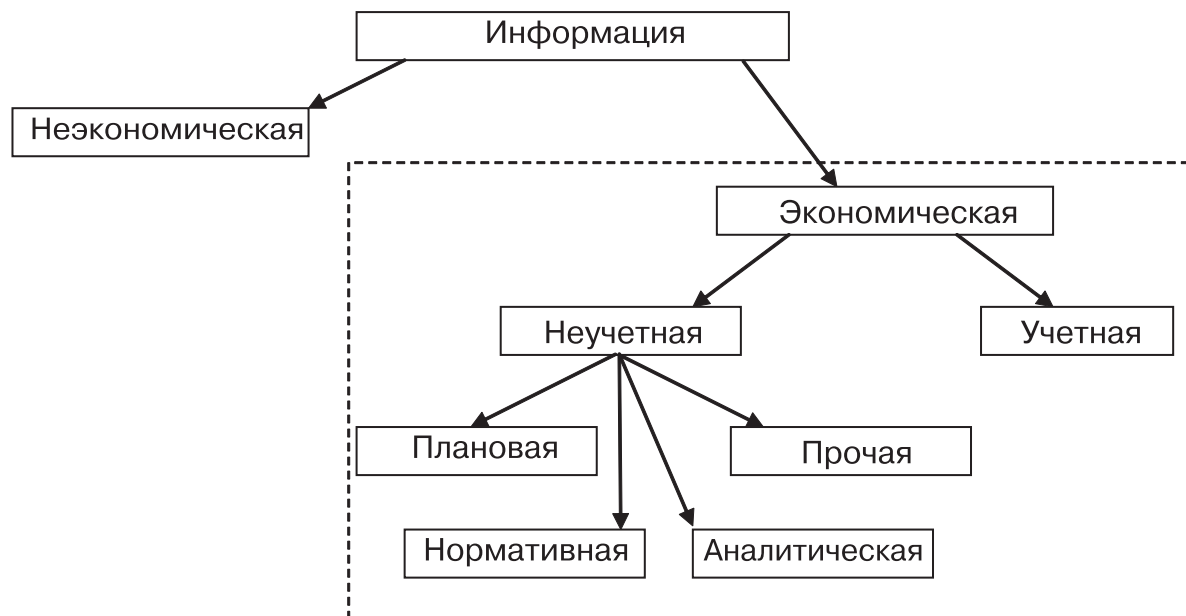 Информация
Неэкономическая
Экономическая
Неучетная
Учетная
Плановая
Прочая
Нормативная
Аналитическая